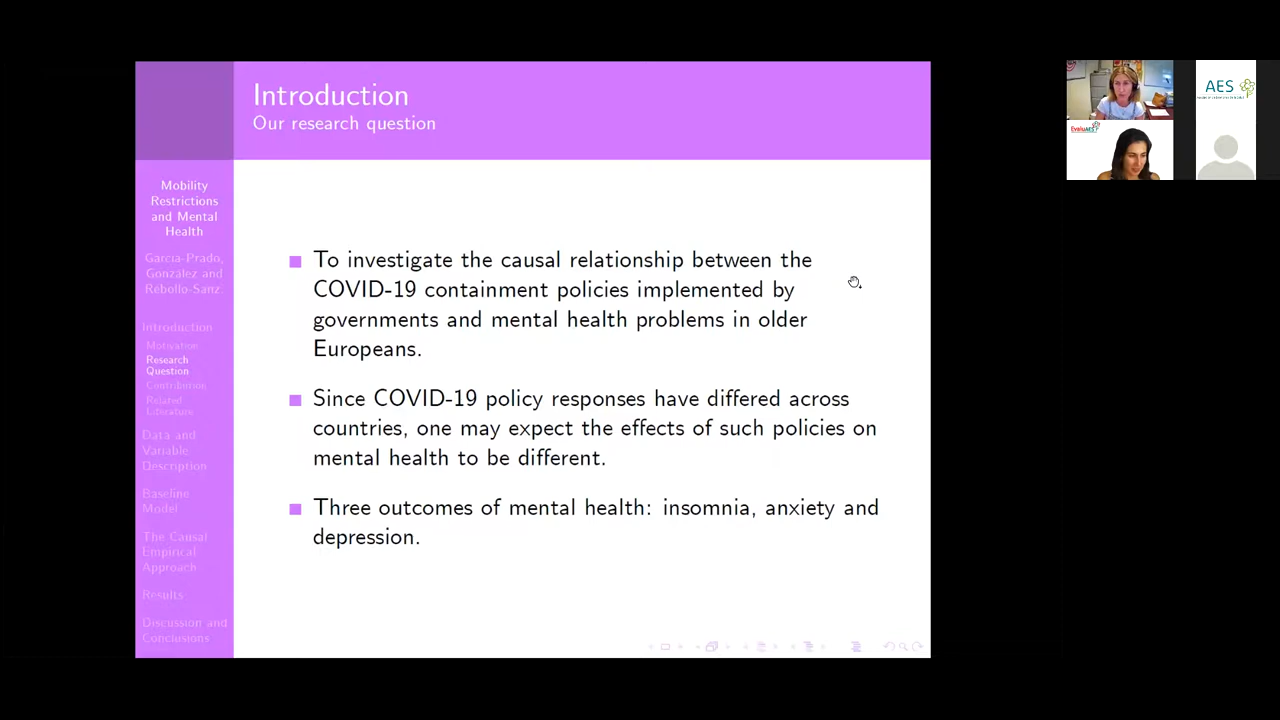 Introduction
Our research question
Mobility
Restrictions
and Mental
Health
García-Prado,
González and
Rebollo-Sanz
Introduction
Motivation
Research
Question
Contribution
Related
Literature
Data and
Variable
Description
Baseline
Model
The Causal
Empirical
Approach
Results
Discussion and
Conclusions
To investigate the causal relationship between the
COVID-19 containment policies implemented by
governments and mental health problems in older
Europeans.
Since COVID-19 policy responses have differed across
countries, one may expect the effects of such policies on
mental health to be different.
Three outcomes of mental health: insomnia, anxiety and
depression.
AES
EvaluAES